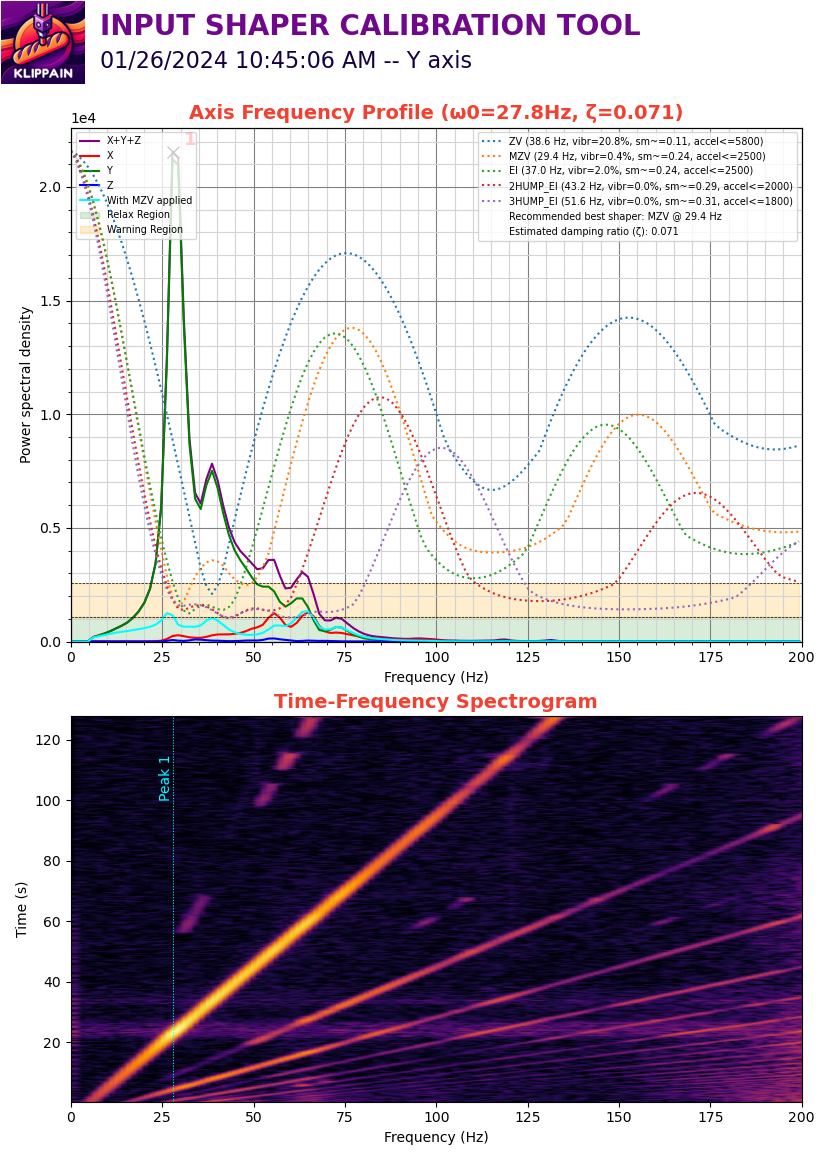 KLIPPAIN
INPUT SHAPER CALIBRATION TOOL
01/26/2024 10:45:06 AM -- Y axis
Axis Frequency Profile (ω0=27.8Hz, ζ=0.071)
1e4
1
X+Y+Z
X
Y
Z
With MZV applied
Relax Region
Warning Region
ZV (38.6 Hz, vibr=20.8%, sm~=0.11, accel<=5800)
MZV (29.4 Hz, vibr=0.4%, sm~=0.24, accel<=2500)
EI (37.0 Hz, vibr=2.0%, sm~=0.24, accel<=2500)
2HUMP_EI (43.2 Hz, vibr=0.0%, sm~=0.29, accel<=2000)
3HUMP_EI (51.6 Hz, vibr=0.0%, sm~=0.31, accel<=1800)
Recommended best shaper: MZV @ 29.4 Hz
Estimated damping ratio (ζ): 0.071
Power spectral density
2.0
1.5
1.0
0.5
0.0
0 25 50 75 100 125 150 175 200
Frequency (Hz)
Time-Frequency Spectrogram
Time (s)
120
100
80
60
40
20
Peak 1
0 25 50 75 100 125 150 175 200
Frequency (Hz)